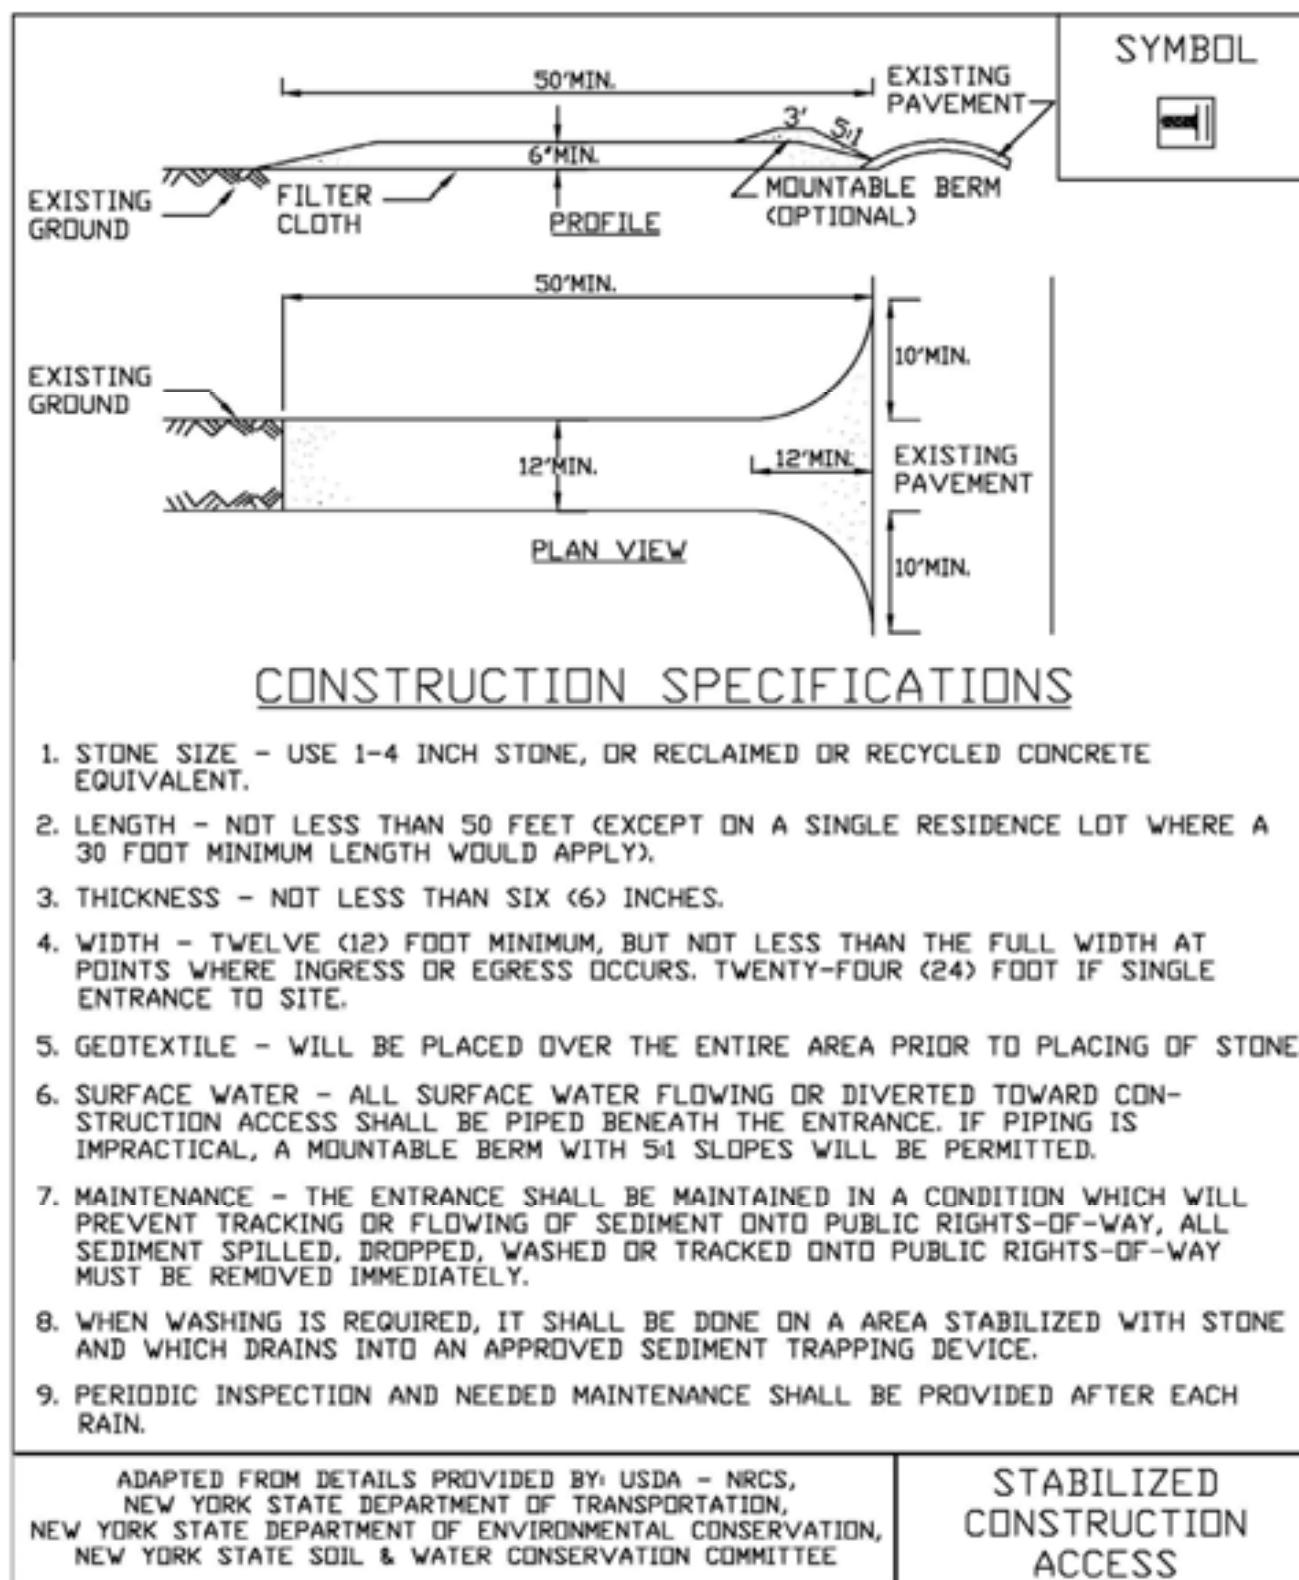 SYMBOL
50'MIN.
EXISTING
PAVEMENT
3'
5:1
6"MIN.
EXISTING
GROUND
FILTER
CLOTH
PROFILE
MOUNTABLE BERM
(OPTIONAL)
50'MIN.
10'MIN.
EXISTING
GROUND
12'MIN.
12'MIN.
EXISTING
PAVEMENT
PLAN VIEW
10'MIN.
CONSTRUCTION SPECIFICATIONS
1. STONE SIZE - USE 1-4 INCH STONE, OR RECLAIMED OR RECYCLED CONCRETE
EQUIVALENT.
2. LENGTH - NOT LESS THAN 50 FEET (EXCEPT ON A SINGLE RESIDENCE LOT WHERE A
30 FOOT MINIMUM LENGTH WOULD APPLY).
3. THICKNESS - NOT LESS THAN SIX (6) INCHES.
4. WIDTH - TWELVE (12) FOOT MINIMUM, BUT NOT LESS THAN THE FULL WIDTH AT
POINTS WHERE INGRESS OR EGRESS OCCURS. TWENTY-FOUR (24) FOOT IF SINGLE
ENTRANCE TO SITE.
5. GEOTEXTILE - WILL BE PLACED OVER THE ENTIRE AREA PRIOR TO PLACING OF STONE
6. SURFACE WATER - ALL SURFACE WATER FLOWING OR DIVERTED TOWARD CON-
STRUCTION ACCESS SHALL BE PIPED BENEATH THE ENTRANCE. IF PIPING IS
IMPRACTICAL, A MOUNTABLE BERM WITH 5:1 SLOPES WILL BE PERMITTED.
7. MAINTENANCE - THE ENTRANCE SHALL BE MAINTAINED IN A CONDITION WHICH WILL
PREVENT TRACKING OR FLOWING OF SEDIMENT ONTO PUBLIC RIGHTS-OF-WAY, ALL
SEDIMENT SPILLED, DROPPED, WASHED OR TRACKED ONTO PUBLIC RIGHTS-OF-WAY
MUST BE REMOVED IMMEDIATELY.
8. WHEN WASHING IS REQUIRED, IT SHALL BE DONE ON A AREA STABILIZED WITH STONE
AND WHICH DRAINS INTO AN APPROVED SEDIMENT TRAPPING DEVICE.
9. PERIODIC INSPECTION AND NEEDED MAINTENANCE SHALL BE PROVIDED AFTER EACH
RAIN.
ADAPTED FROM DETAILS PROVIDED BY: USDA - NRCS,
NEW YORK STATE DEPARTMENT OF TRANSPORTATION,
NEW YORK STATE DEPARTMENT OF ENVIRONMENTAL CONSERVATION,
NEW YORK STATE SOIL & WATER CONSERVATION COMMITTEE
STABILIZED
CONSTRUCTION
ACCESS